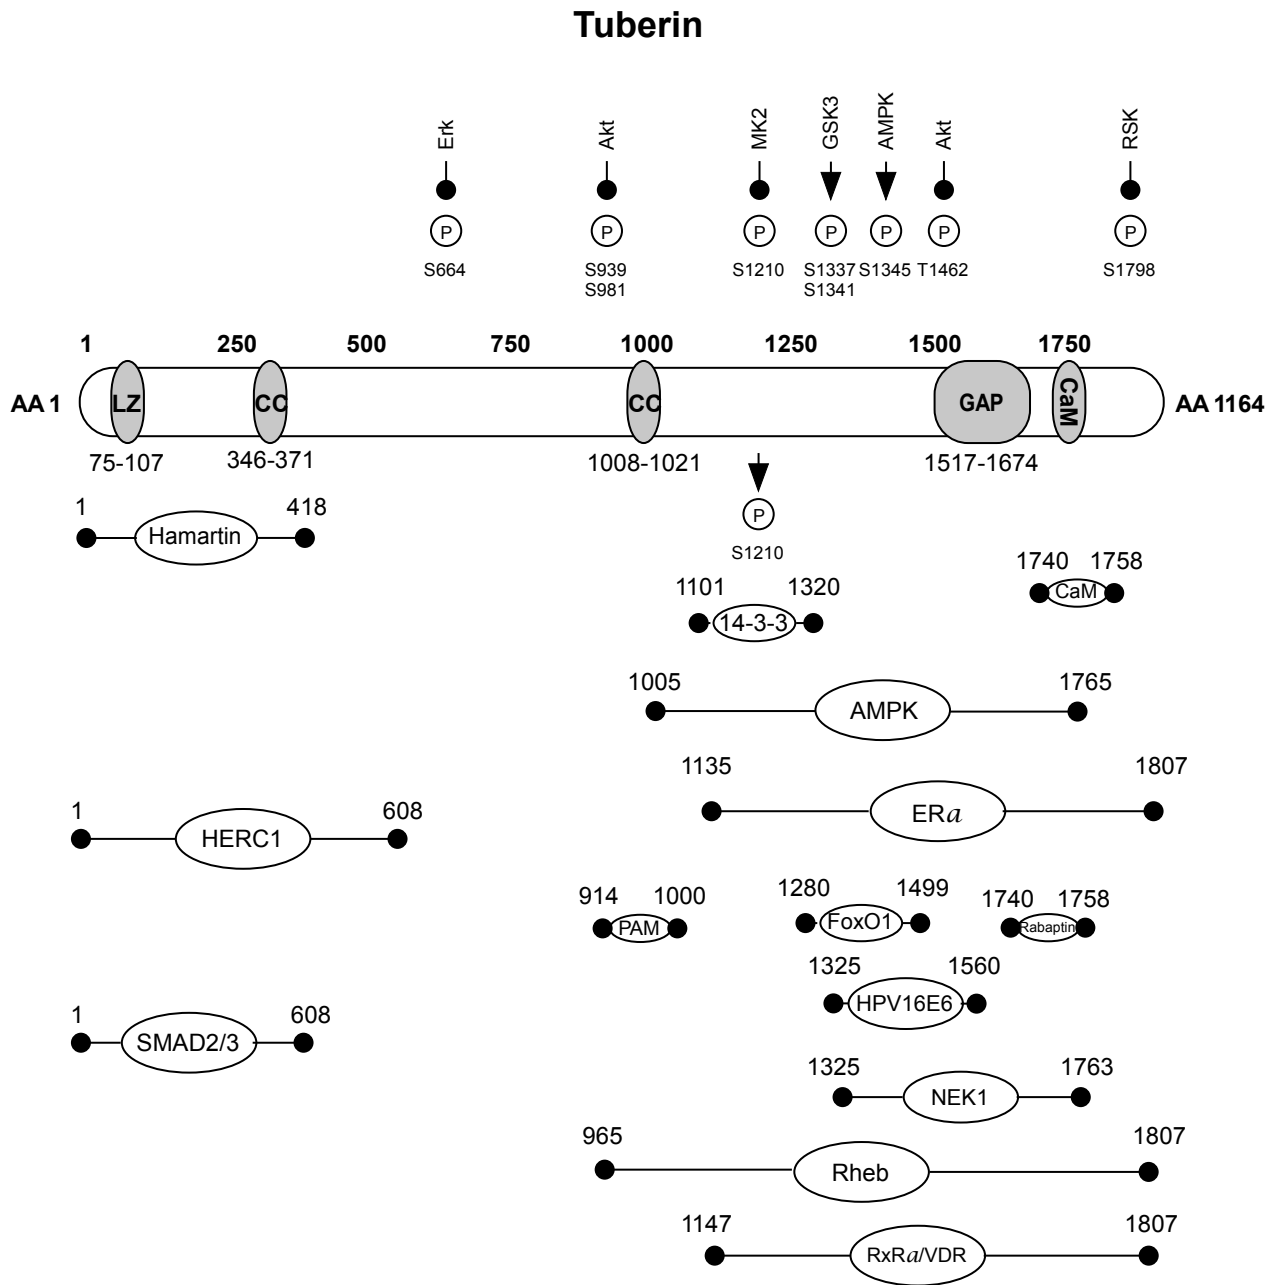 Tuberin
Erk
Akt
MK2
GSK3
AMPK
Akt
RSK
P P P P P P P
S664 S939 S1210 S1337 S1345 T1462 S1798
S981 S1341
1 250 500 750 1000 1250 1500 1750
AA 1 LZ CC CC GAP CaM AA 1164
75-107 346-371 1008-1021 1517-1674
1 418
Hamartin
P
S1210
1740 1758
CaM
1101 1320
14-3-3
1005 1765
AMPK
1135 1807
ERa
1 608
HERC1
914 1000 1280 1499 1740 1758
PAM FoxO1 Rabaptin
1325 1560
HPV16E6
1 608
SMAD2/3
1325 1763
NEK1
965 1807
Rheb
1147 1807
RxRa/VDR